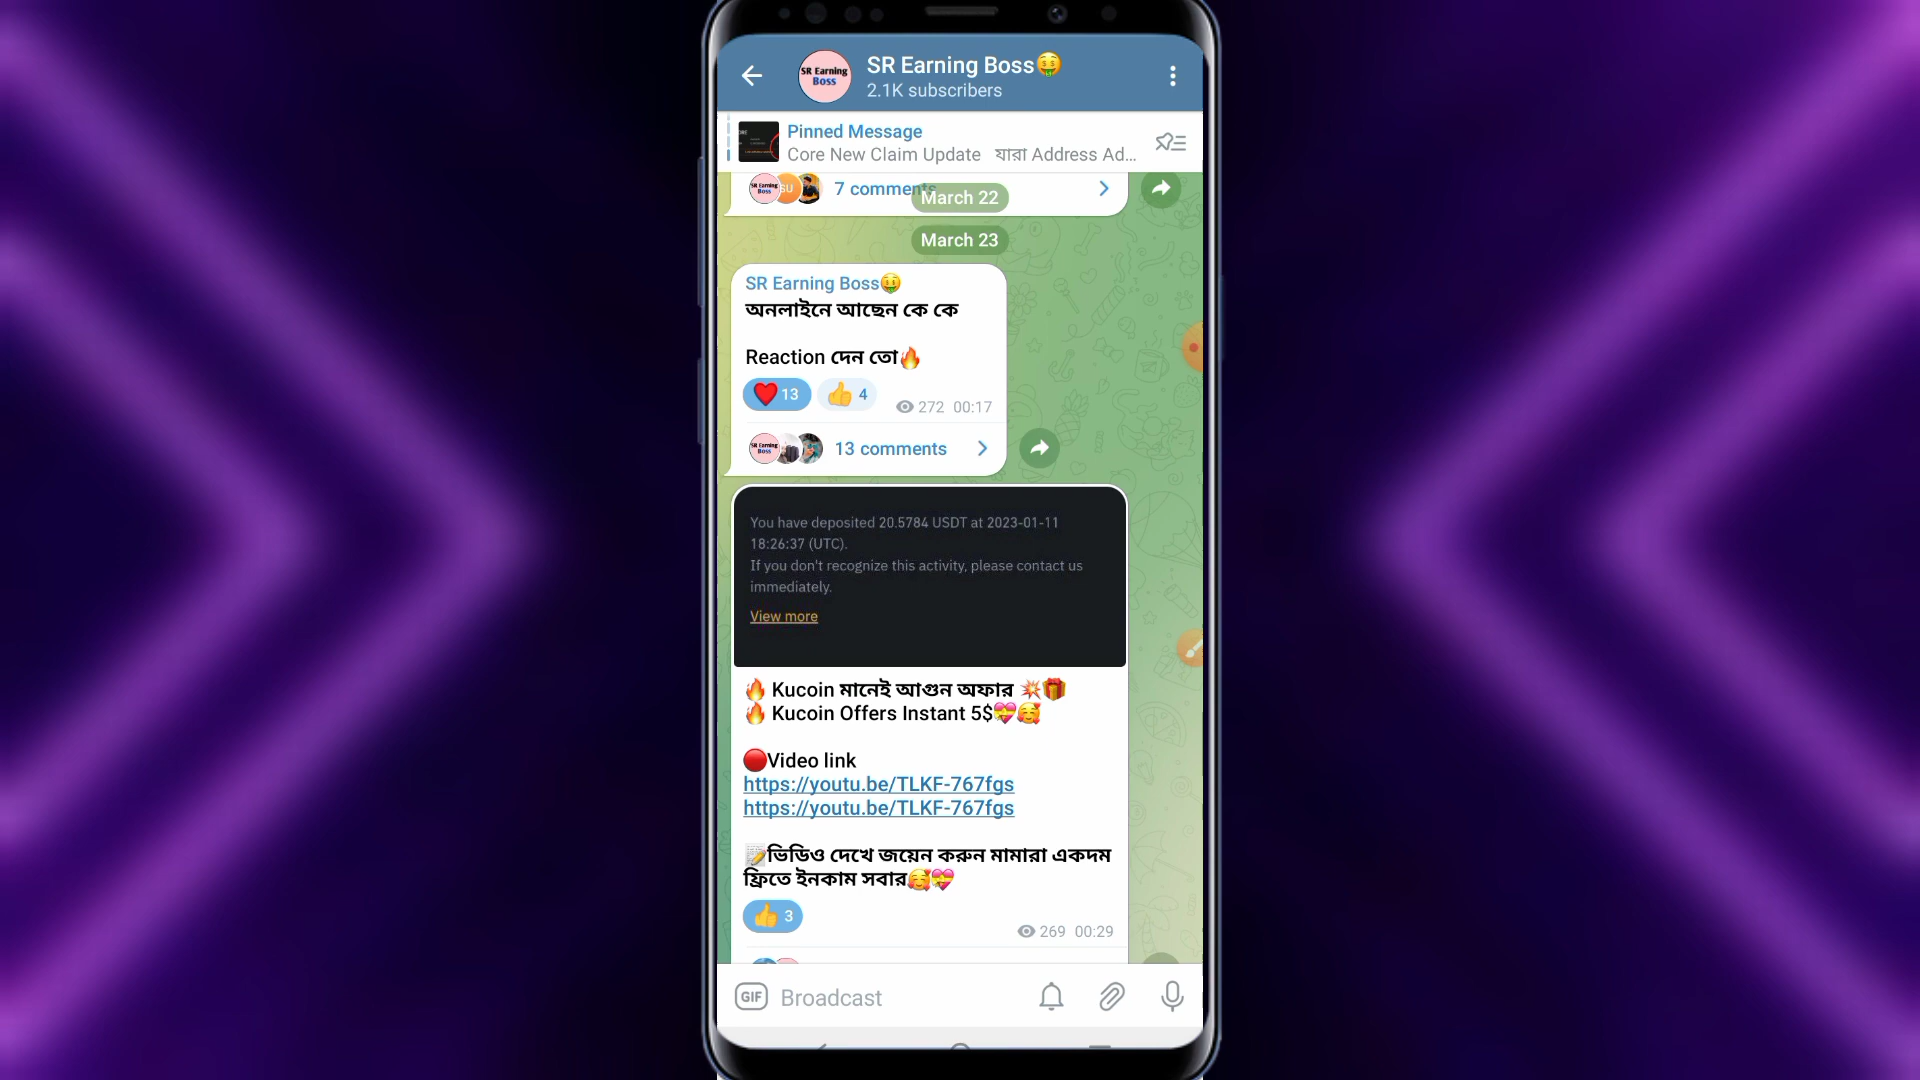 SR Earning Boss🤑
2.1K subscribers
SR Earning
Boss
Pinned Message
Core New Claim Update যারা Address Ad...
7 comments
SU
March 22
March 23
SR Earning Boss🤑
অনলাইনে আছেন কে কে
Reaction দেন তো🔥
❤️ 13 👍 4
272 00:17
13 comments
You have deposited 20.5784 USDT at 2023-01-11
18:26:37 (UTC).
If you don't recognize this activity, please contact us
immediately.
View more
🔥 Kucoin মানেই আগুন অফার 💥🎁
🔥 Kucoin Offers Instant 5$💝🥰
🔴Video link
https://youtu.be/TLKF-767fgs
https://youtu.be/TLKF-767fgs
📝ভিডিও দেখে জয়েন করুন মামারা একদম
ফ্রিতে ইনকাম সবার🥰💝
👍 3
269 00:29
GIF Broadcast